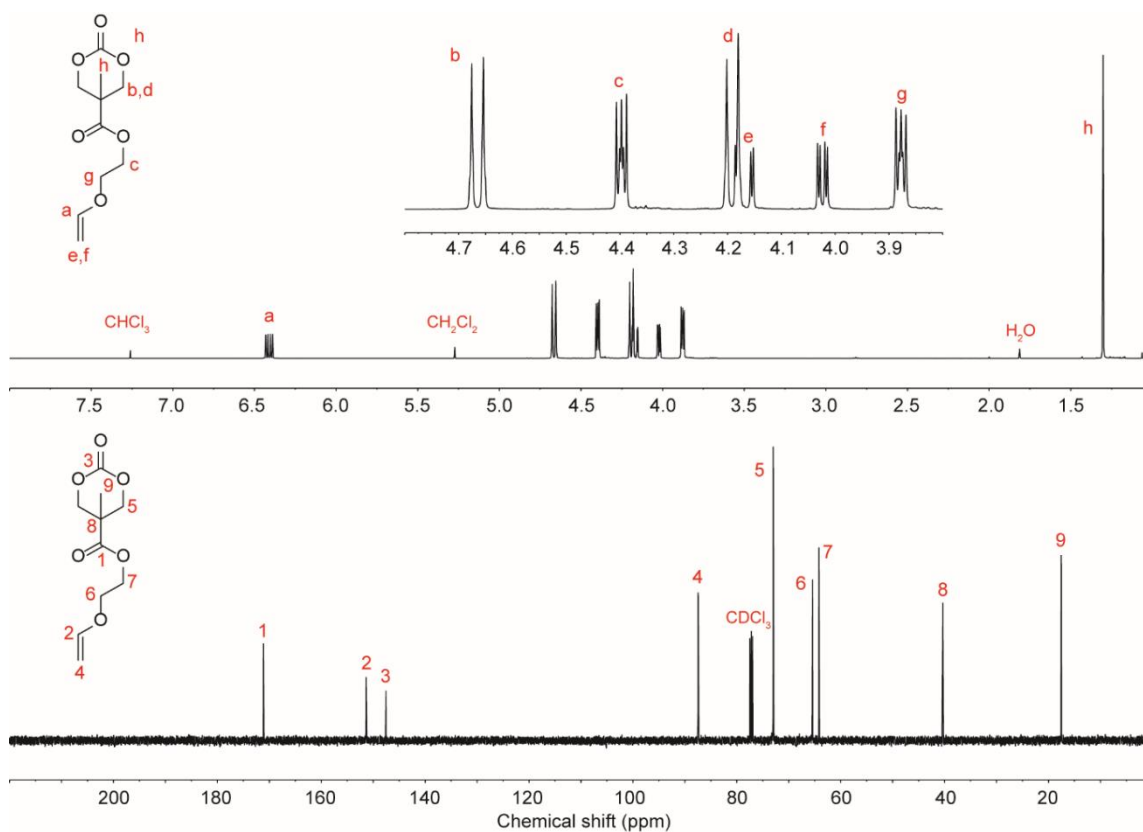 O
h
O
O
h
b,d
O
O
c
g
O
a
e,f
b
c
d
e
f
g
4.7 4.6 4.5 4.4 4.3 4.2 4.1 4.0 3.9
h
CHCl3
a
CH2Cl2
H2O
7.5 7.0 6.5 6.0 5.5 5.0 4.5 4.0 3.5 3.0 2.5 2.0 1.5
O
3
O
O
9
5
8
O
1
O
7
6
O
2
4
1
2
3
4
CDCl3
5
6
7
8
9
200 180 160 140 120 100 80 60 40 20
Chemical shift (ppm)